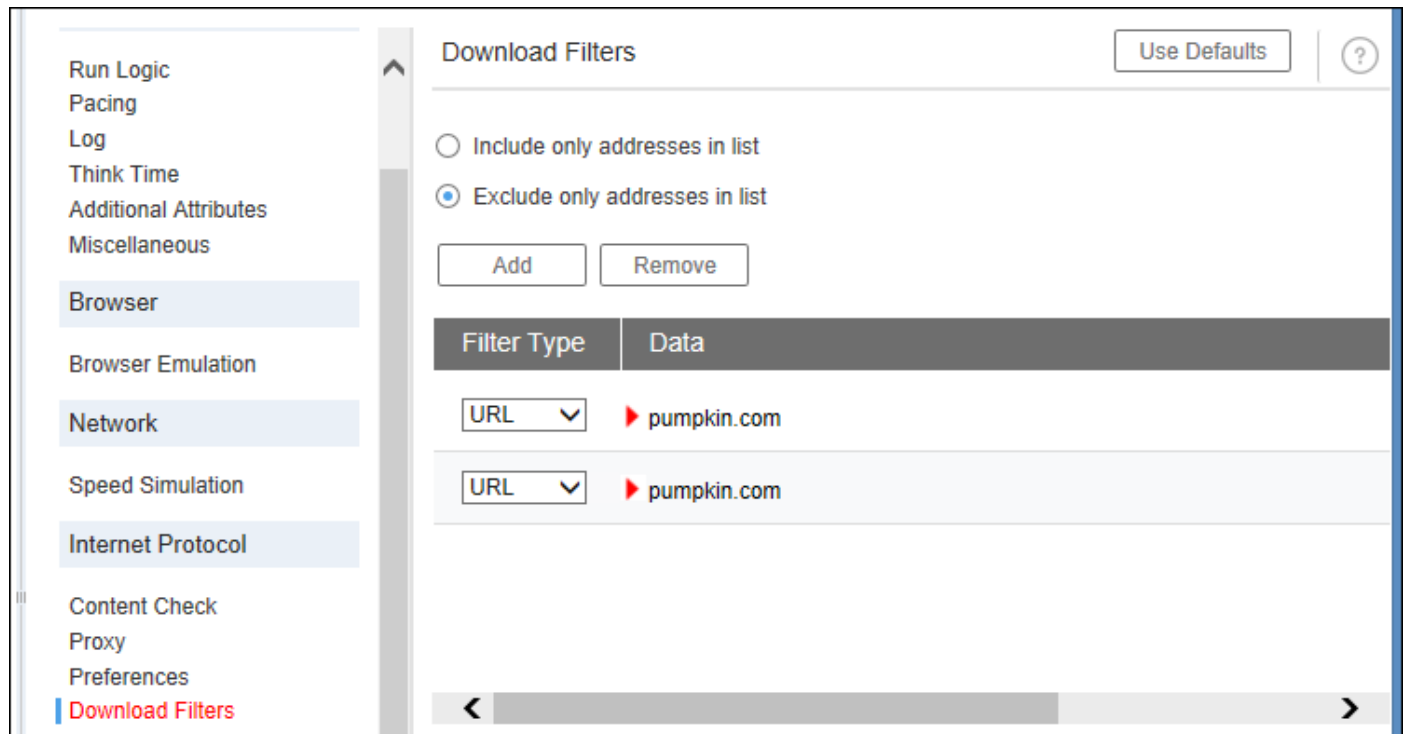 Run Logic
Pacing
Log
Think Time
Additional Attributes
Miscellaneous
Browser
Browser Emulation
Network
Speed Simulation
Internet Protocol
Content Check
Proxy
Preferences
Download Filters
Download Filters
Use Defaults
?
Include only addresses in list
Exclude only addresses in list
Add Remove
Filter Type Data
URL pumpkin.com
URL pumpkin.com